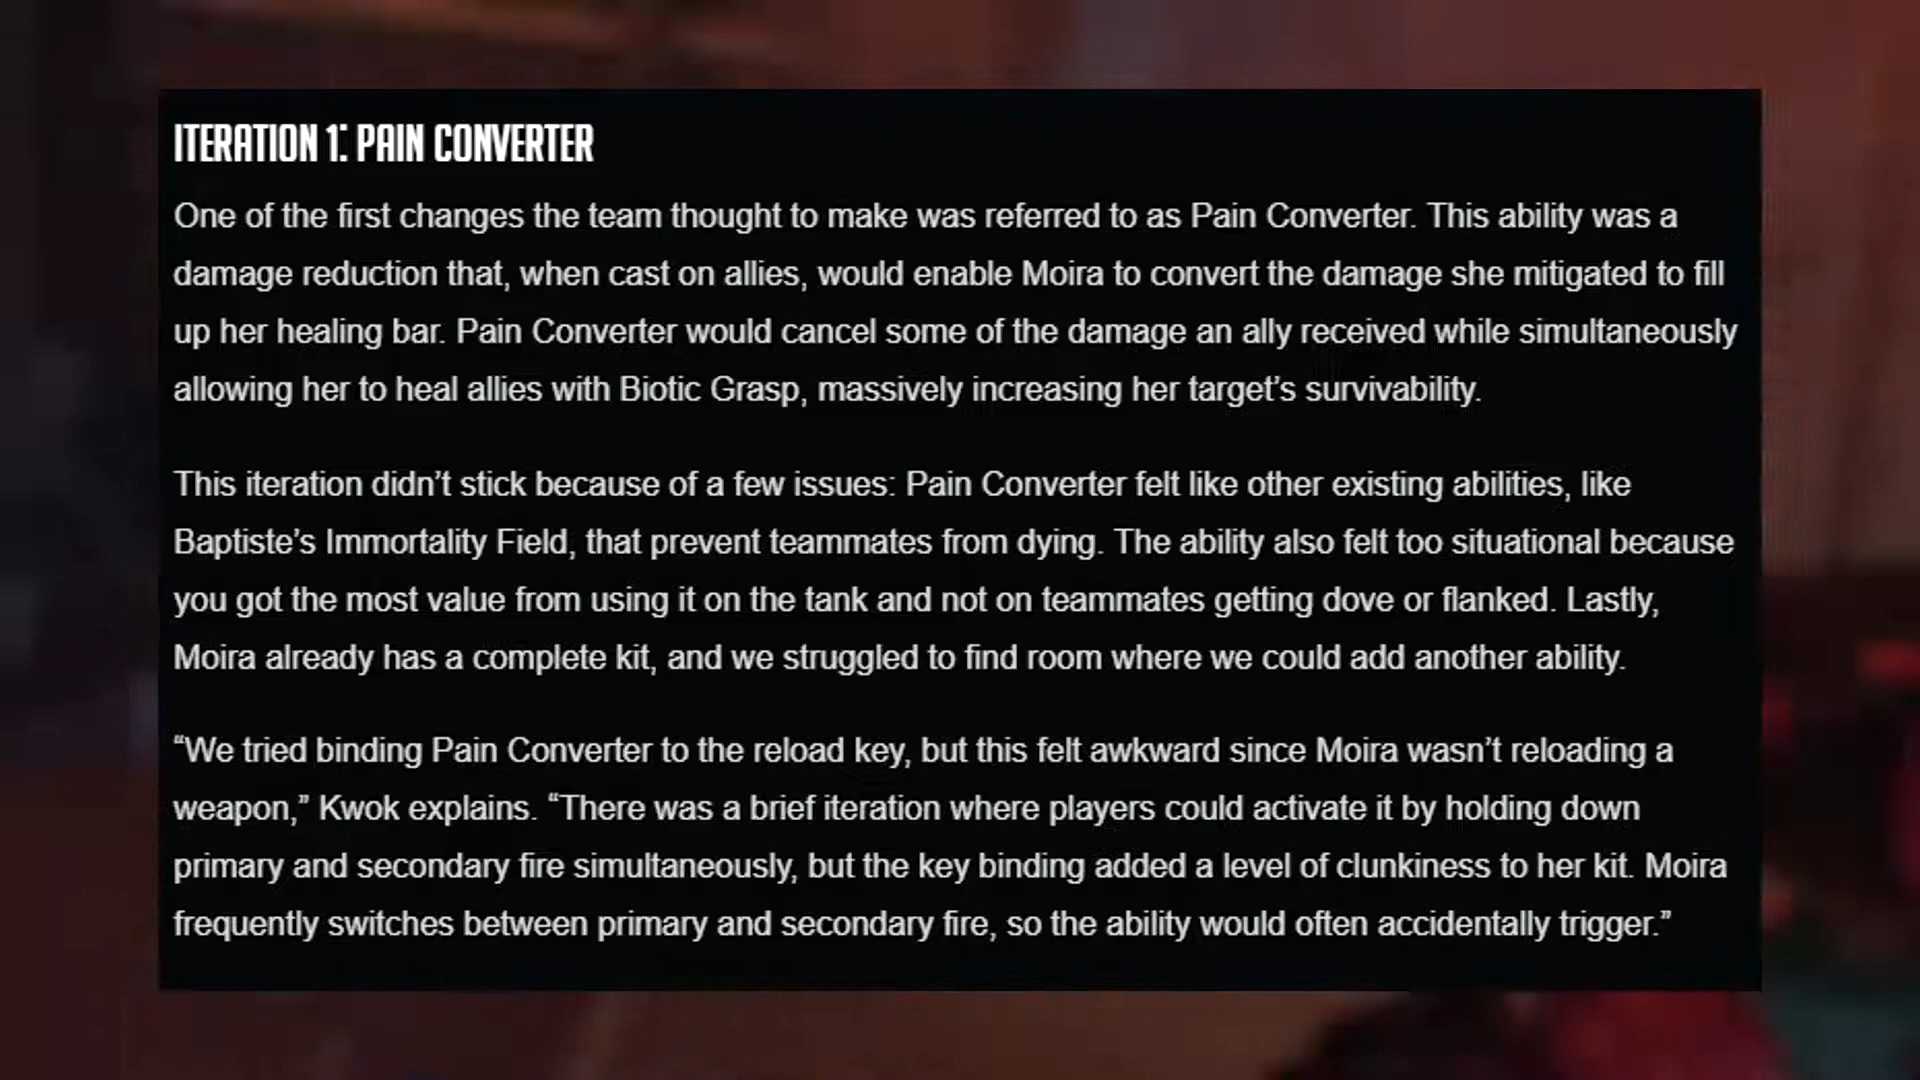 ITERATION 1: PAIN CONVERTER
One of the first changes the team thought to make was referred to as Pain Converter. This ability was a
damage reduction that, when cast on allies, would enable Moira to convert the damage she mitigated to fill
up her healing bar. Pain Converter would cancel some of the damage an ally received while simultaneously
allowing her to heal allies with Biotic Grasp, massively increasing her target’s survivability.
This iteration didn’t stick because of a few issues: Pain Converter felt like other existing abilities, like
Baptiste’s Immortality Field, that prevent teammates from dying. The ability also felt too situational because
you got the most value from using it on the tank and not on teammates getting dove or flanked. Lastly,
Moira already has a complete kit, and we struggled to find room where we could add another ability.
“We tried binding Pain Converter to the reload key, but this felt awkward since Moira wasn’t reloading a
weapon,” Kwok explains. “There was a brief iteration where players could activate it by holding down
primary and secondary fire simultaneously, but the key binding added a level of clunkiness to her kit. Moira
frequently switches between primary and secondary fire, so the ability would often accidentally trigger.”